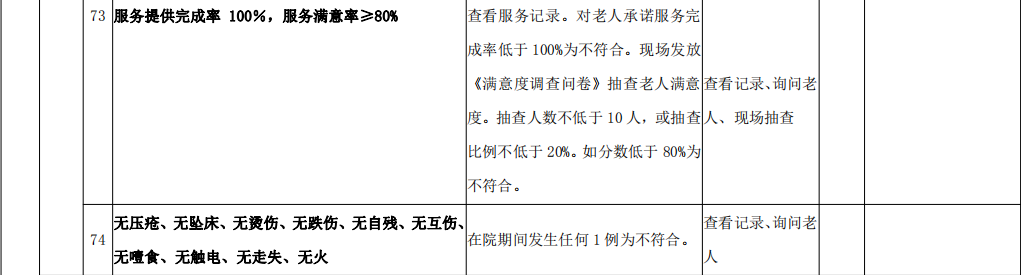 73
服务提供完成率 100%，服务满意率≥80%
查看服务记录。对老人承诺服务完
成率低于 100%为不符合。现场发放
《满意度调查问卷》抽查老人满意
度。抽查人数不低于 10 人，或抽查
比例不低于 20%。如分数低于 80%为
不符合。
查看记录、询问老
人、现场抽查
74
无压疮、无坠床、无烫伤、无跌伤、无自残、无互伤、
无噎食、无触电、无走失、无火
在院期间发生任何 1 例为不符合。
查看记录、询问老
人